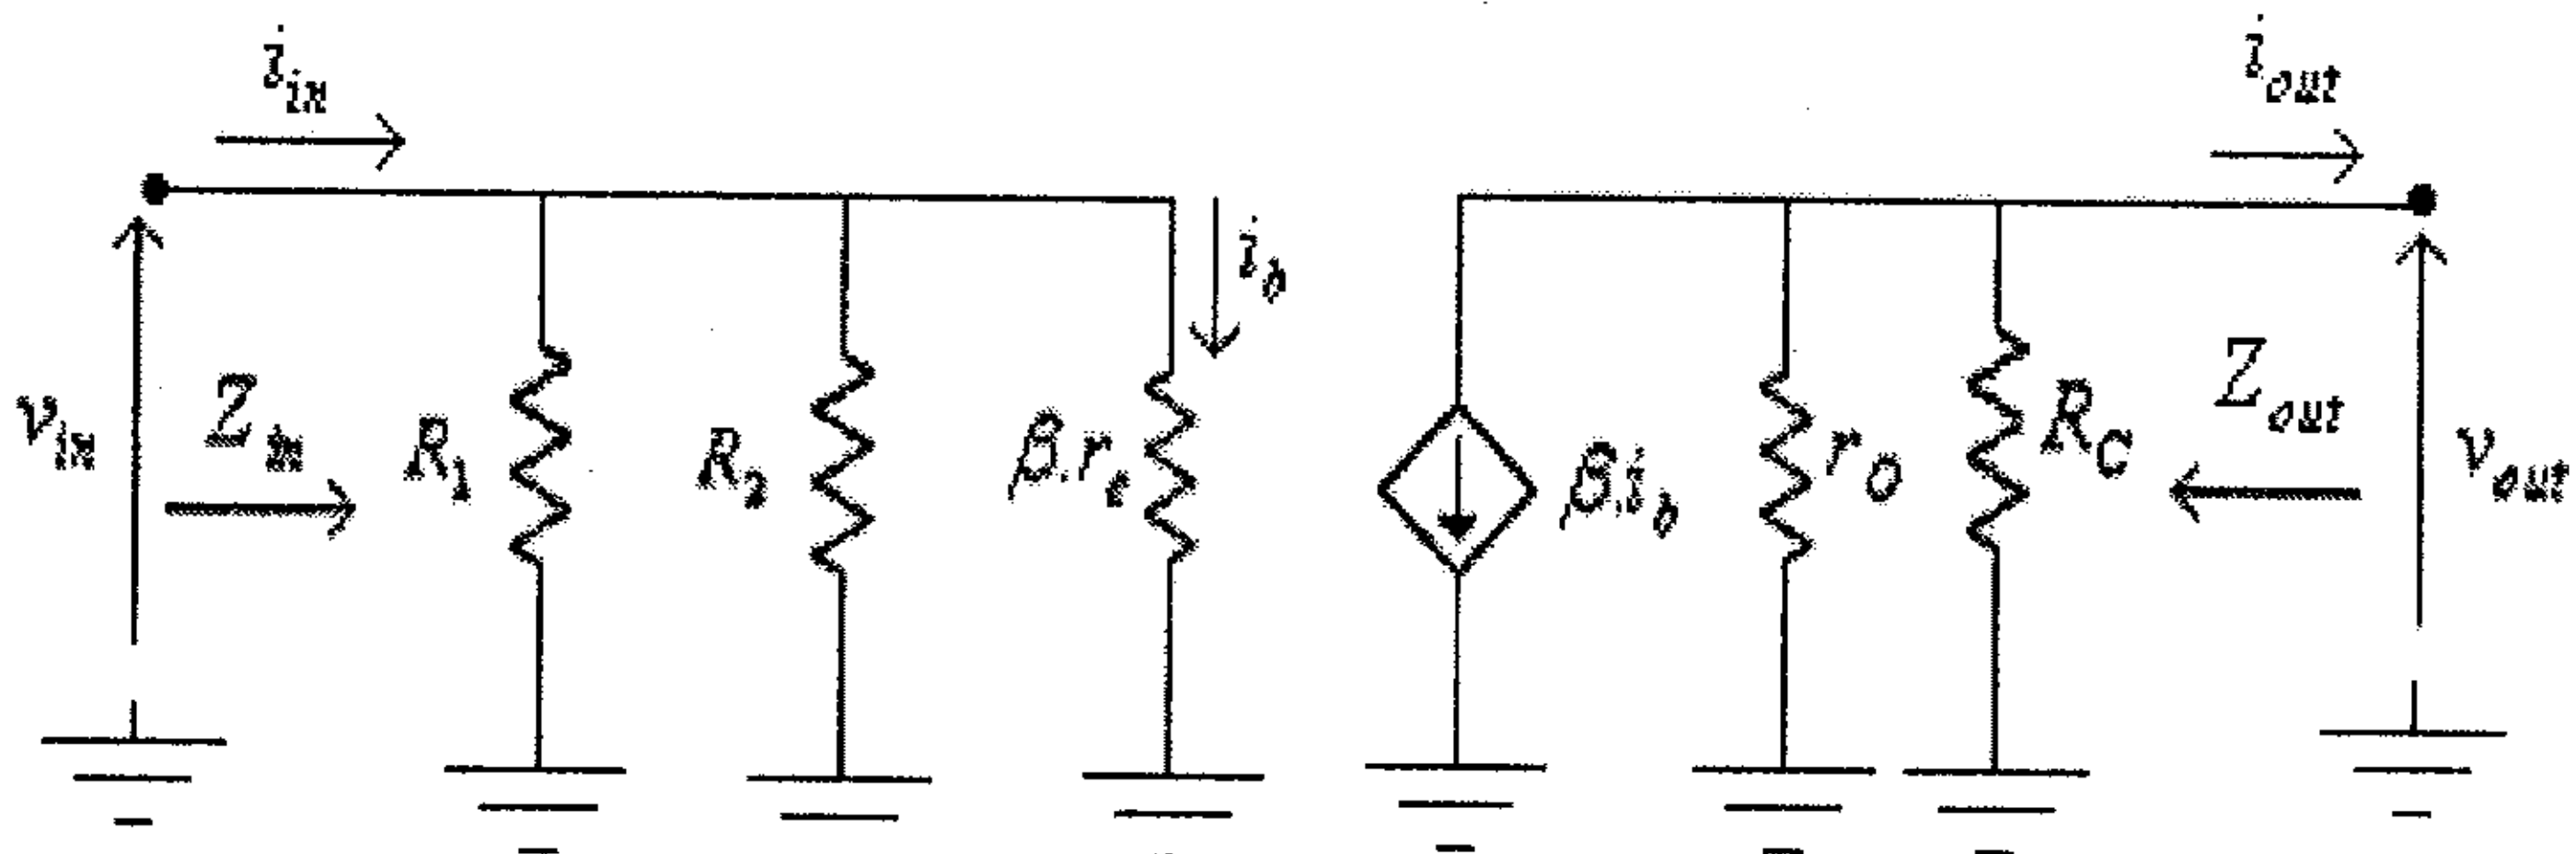 i_in
i_out
v_in
Z_in
R_1
R_2
β.r_e
i_b
β.i_b
r_O
R_C
Z_out
v_out